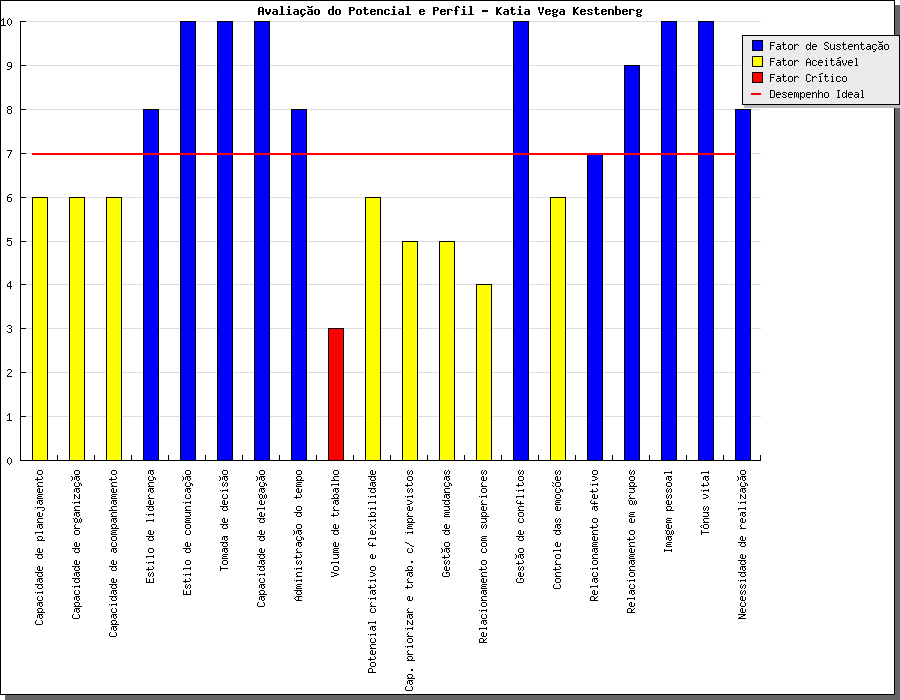 Avaliação do Potencial e Perfil - Katia Vega Kestenberg
10
9
8
7
6
5
4
3
2
1
0
Fator de Sustentação
Fator Aceitável
Fator Crítico
Desempenho Ideal
Capacidade de planejamento
Capacidade de organização
Capacidade de acompanhamento
Estilo de liderança
Estilo de comunicação
Tomada de decisão
Capacidade de delegação
Administração do tempo
Volume de trabalho
Potencial criativo e flexibilidade
Cap. priorizar e trab. c/ imprevistos
Gestão de mudanças
Relacionamento com superiores
Gestão de conflitos
Controle das emoções
Relacionamento afetivo
Relacionamento em grupos
Imagem pessoal
Tônus vital
Necessidade de realização